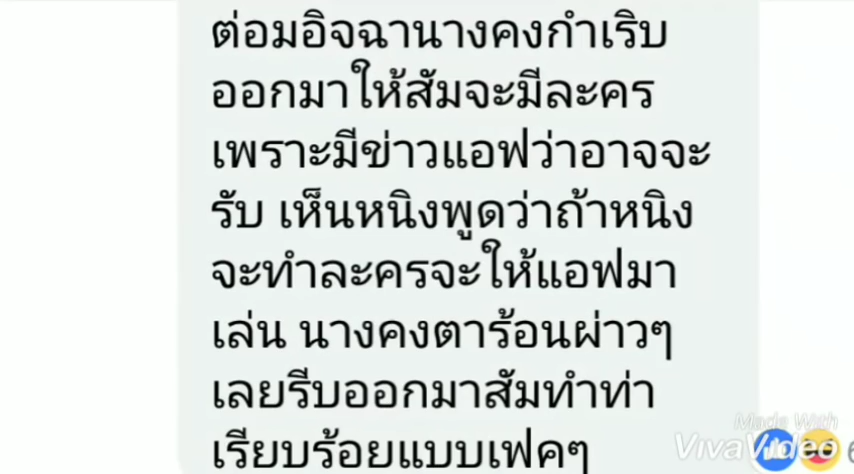 ต่อมอิจฉานางคงกำเริบ
ออกมาให้สัมจะมีละคร
เพราะมีข่าวแอฟว่าอาจจะ
รับ เห็นหนิงพูดว่าถ้าหนิง
จะทำละครจะให้แอฟมา
เล่น นางคงตาร้อนผ่าวๆ
เลยรีบออกมาสัมทำท่า
เรียบร้อยแบบเฟคๆ
Made With
VivaVideo